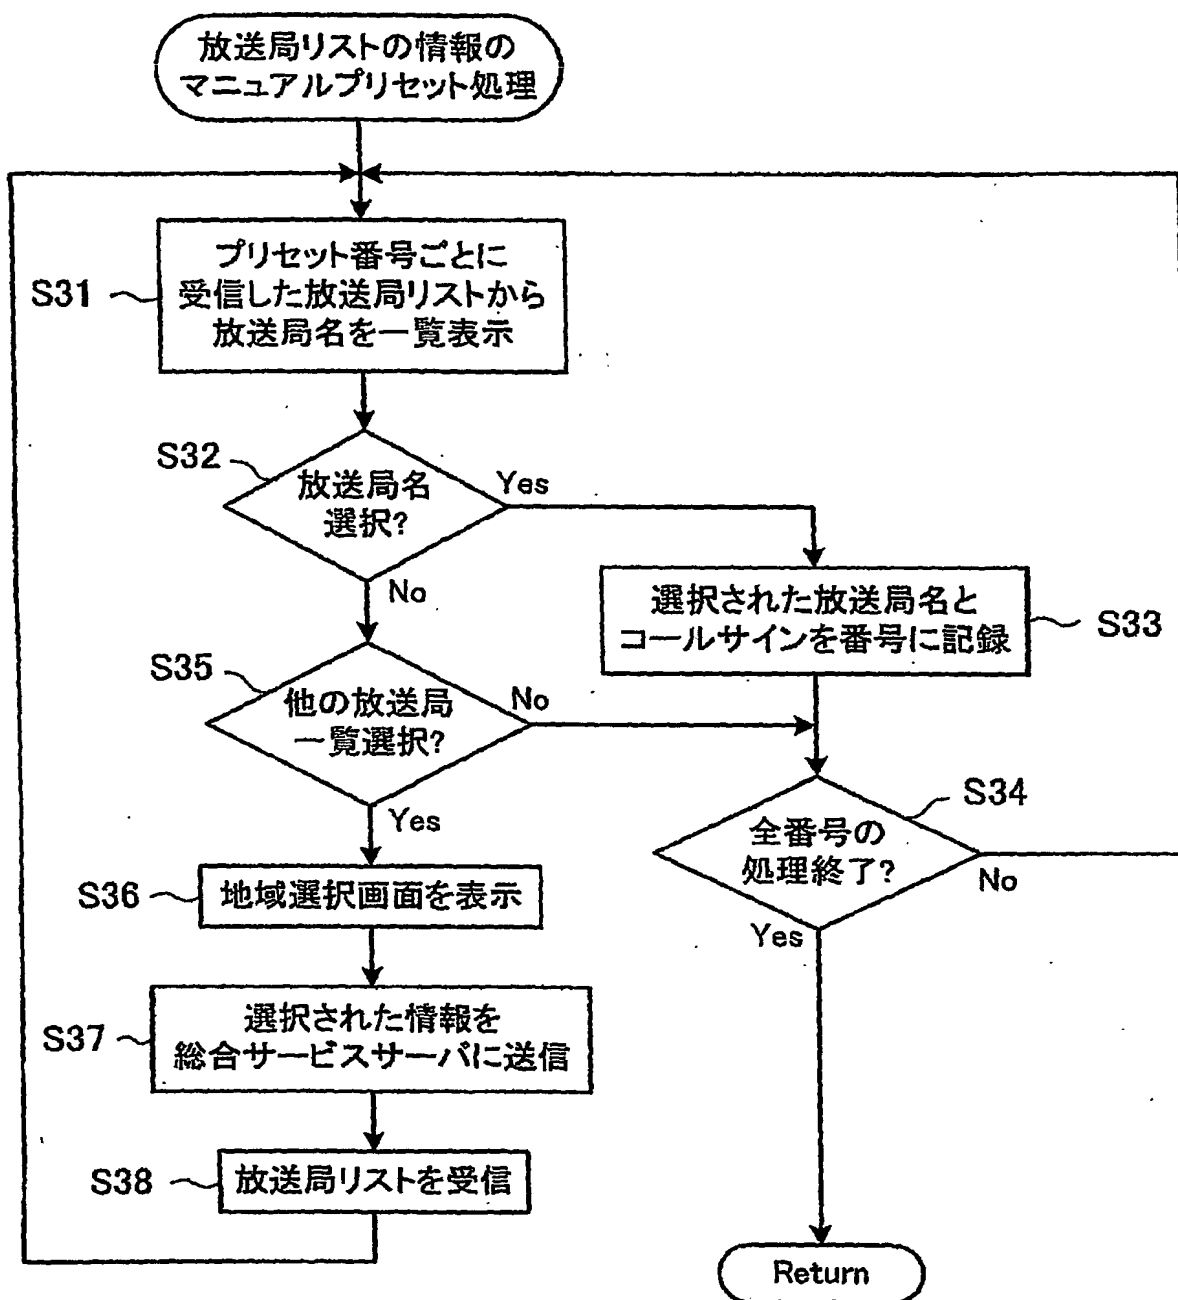 放送局リストの情報の
マニュアルプリセット処理
S31
プリセット番号ごとに
受信した放送局リストから
放送局名を一覧表示
S32
放送局名
選択?
Yes
No
選択された放送局名と
コールサインを番号に記録
S33
S35
他の放送局
一覧選択?
No
Yes
S34
全番号の
処理終了?
No
Yes
S36
地域選択画面を表示
S37
選択された情報を
総合サービスサーバに送信
S38
放送局リストを受信
Return